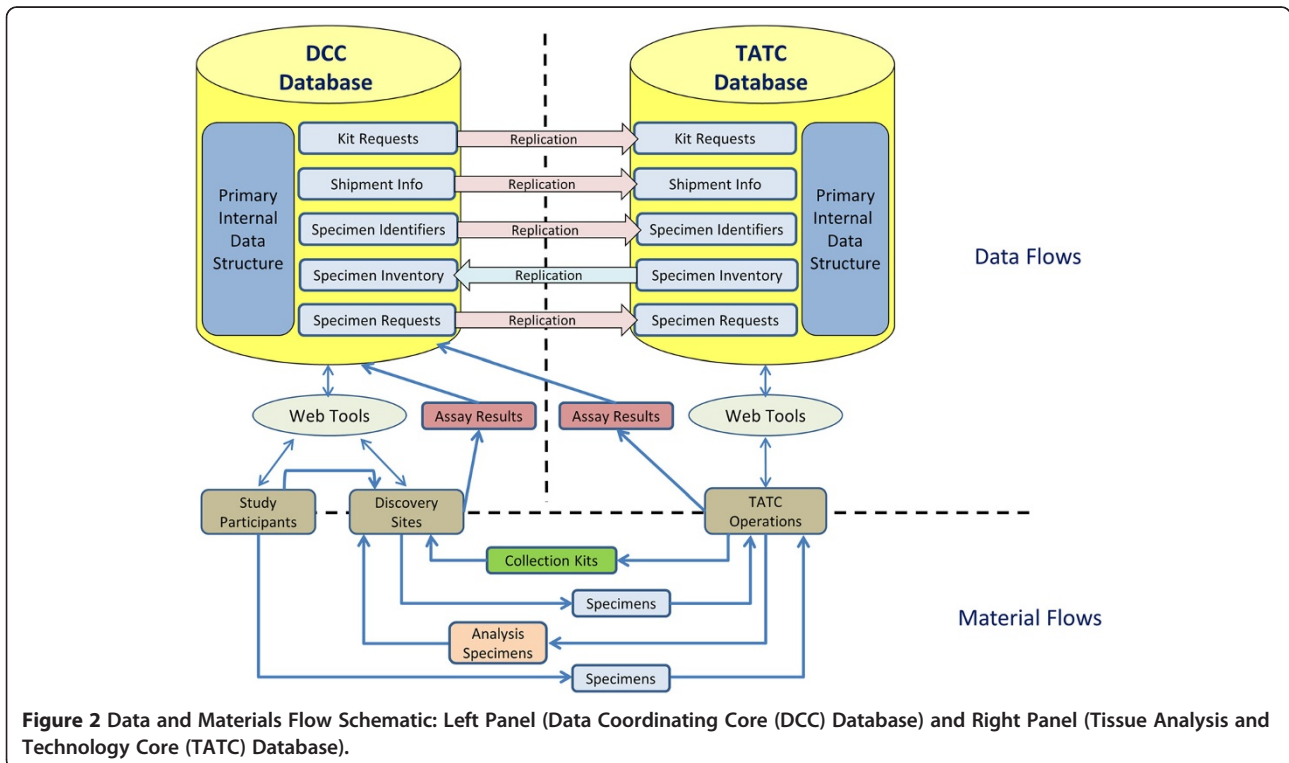 DCC
Database
TATC
Database
Primary
Internal
Data
Structure
Kit Requests
Replication
Kit Requests
Shipment Info
Replication
Shipment Info
Specimen Identifiers
Replication
Specimen Identifiers
Specimen Inventory
Replication
Specimen Inventory
Specimen Requests
Replication
Specimen Requests
Primary
Internal
Data
Structure
Data Flows
Web Tools
Assay Results
Assay Results
Web Tools
Study
Participants
Discovery
Sites
TATC
Operations
Collection Kits
Specimens
Analysis
Specimens
Specimens
Material Flows
Figure 2 Data and Materials Flow Schematic: Left Panel (Data Coordinating Core (DCC) Database) and Right Panel (Tissue Analysis and
Technology Core (TATC) Database).